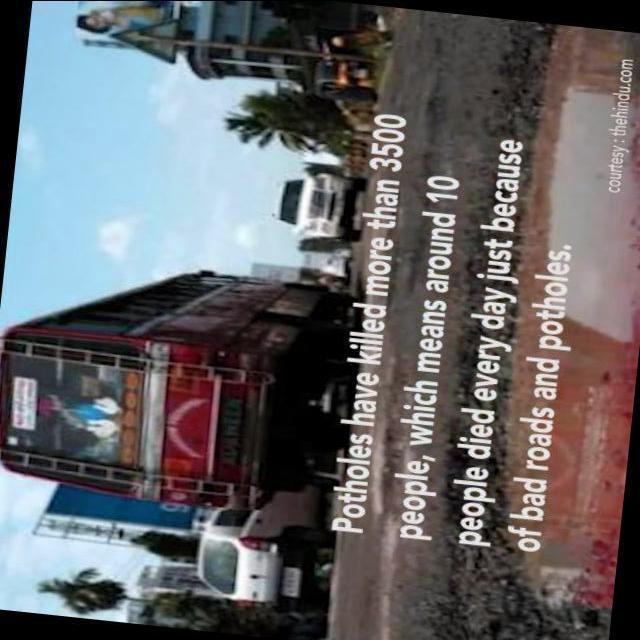 Potholes have killed more than 3500
people, which means around 10
people died every day just because
of bad roads and potholes.
courtesy : thehindu.com